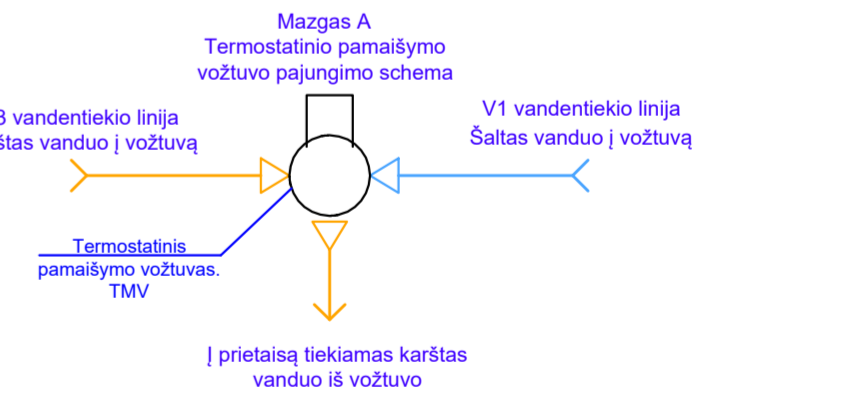 Mazgas A
Termostatinio pamaišymo
vožtuvo pajungimo schema
vandentiekio linija
vanduo į vožtuvą
V1 vandentiekio linija
Šaltas vanduo į vožtuvą
Termostatinis
pamaišymo vožtuvas.
TMV
Į prietaisą tiekiamas karštas
vanduo iš vožtuvo